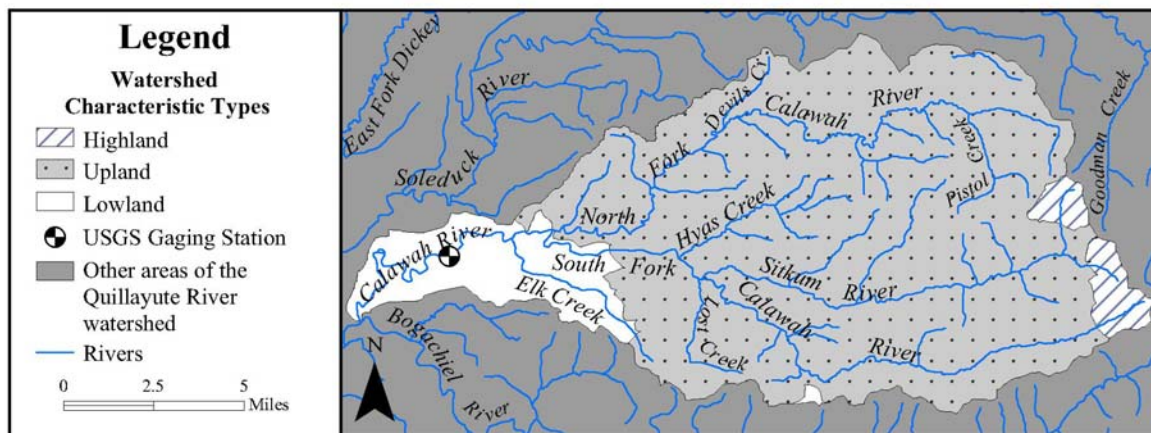 Legend
Watershed
Characteristic Types
Highland
Upland
Lowland
USGS Gaging Station
Other areas of the
Quillayute River
watershed
Rivers
0 2.5 5
Miles
East Fork Dickey
River
Soleduck
Devils Cr
Calawah River
Fork
North
Creek
Pistol
Goodman Creek
Hyas Creek
Calawah River
South Fork
Sitkum River
Elk Creek
Lost
Creek
Calawah
River
Bogachiel
River
N